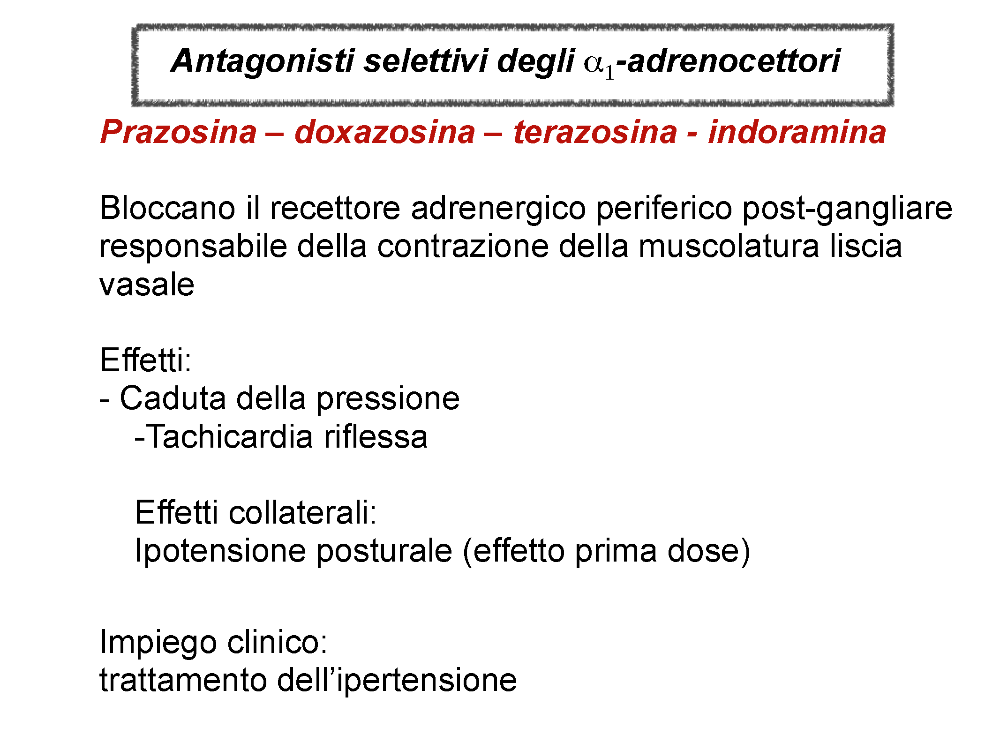 Antagonisti selettivi degli α₁-adrenocettori
Prazosina – doxazosina – terazosina - indoramina
Bloccano il recettore adrenergico periferico post-gangliare
responsabile della contrazione della muscolatura liscia
vasale
Effetti:
- Caduta della pressione
-Tachicardia riflessa
Effetti collaterali:
Ipotensione posturale (effetto prima dose)
Impiego clinico:
trattamento dell’ipertensione